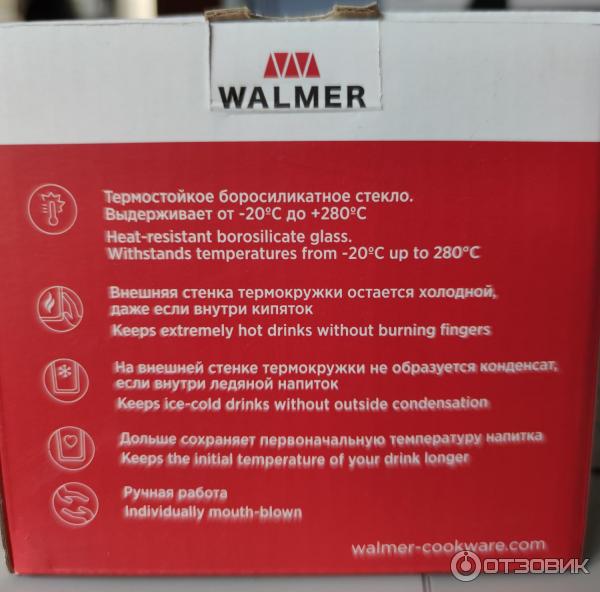 WALMER
Термостойкое боросиликатное стекло.
Выдерживает от -20ºC до +280ºC
Heat-resistant borosilicate glass.
Withstands temperatures from -20ºC up to 280°C
Внешняя стенка термокружки остается холодной,
даже если внутри кипяток
Keeps extremely hot drinks without burning fingers
На внешней стенке термокружки не образуется конденсат,
если внутри ледяной напиток
Keeps ice-cold drinks without outside condensation
Дольше сохраняет первоначальную температуру напитка
Keeps the initial temperature of your drink longer
Ручная работа
Individually mouth-blown
walmer-cookware.com
ОТЗОВИК